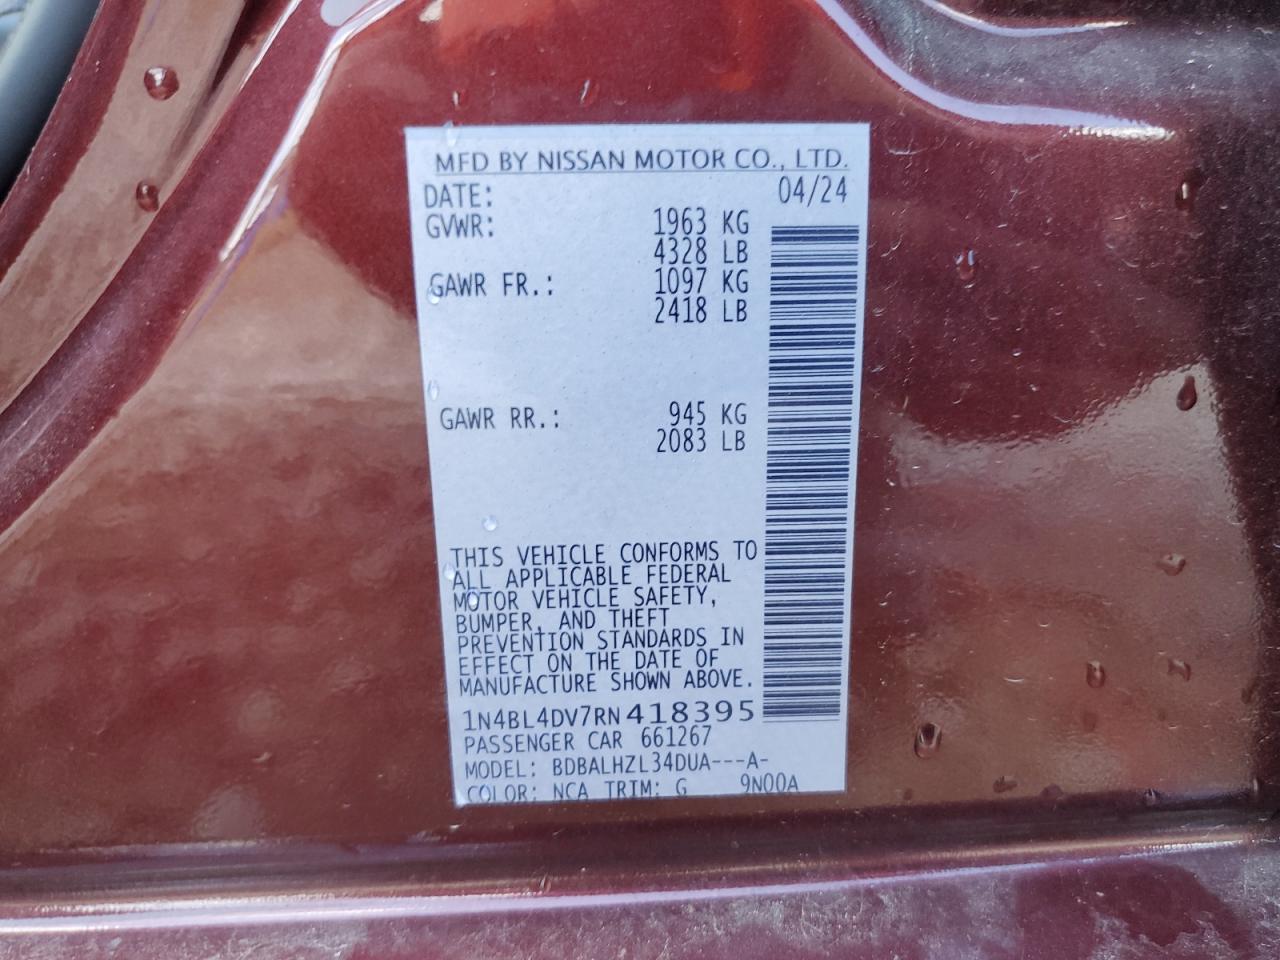 MFD BY NISSAN MOTOR CO., LTD.
DATE: 04/24
GVWR: 1963 KG
4328 LB
GAWR FR.: 1097 KG
2418 LB
GAWR RR.: 945 KG
2083 LB
THIS VEHICLE CONFORMS TO
ALL APPLICABLE FEDERAL
MOTOR VEHICLE SAFETY,
BUMPER, AND THEFT
PREVENTION STANDARDS IN
EFFECT ON THE DATE OF
MANUFACTURE SHOWN ABOVE.
1N4BL4DV7RN418395
PASSENGER CAR 661267
MODEL: BDBALHZL34DUA---A-
COLOR: NCA TRIM: G 9N00A